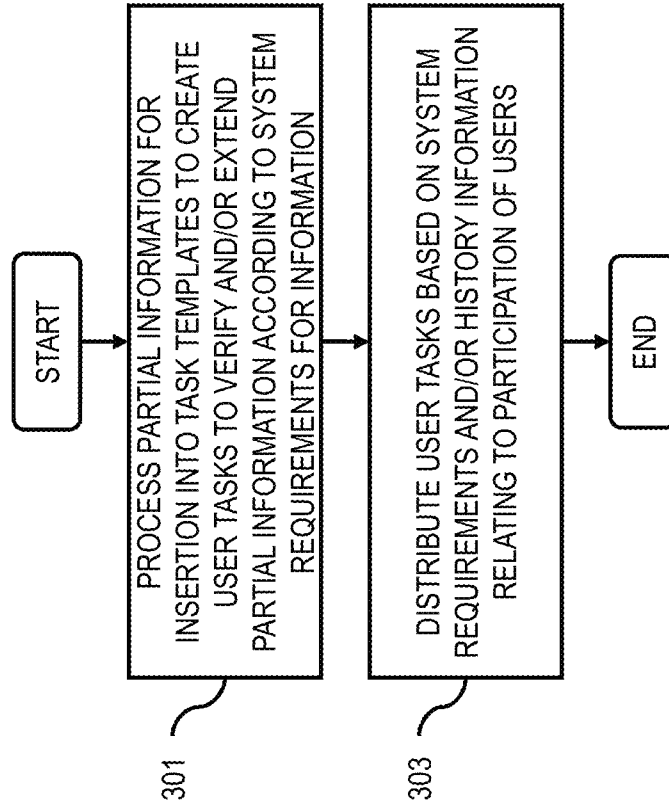 START
PROCESS PARTIAL INFORMATION FOR
INSERTION INTO TASK TEMPLATES TO CREATE
USER TASKS TO VERIFY AND/OR EXTEND
PARTIAL INFORMATION ACCORDING TO SYSTEM
REQUIREMENTS FOR INFORMATION
301
DISTRIBUTE USER TASKS BASED ON SYSTEM
REQUIREMENTS AND/OR HISTORY INFORMATION
RELATING TO PARTICIPATION OF USERS
303
END